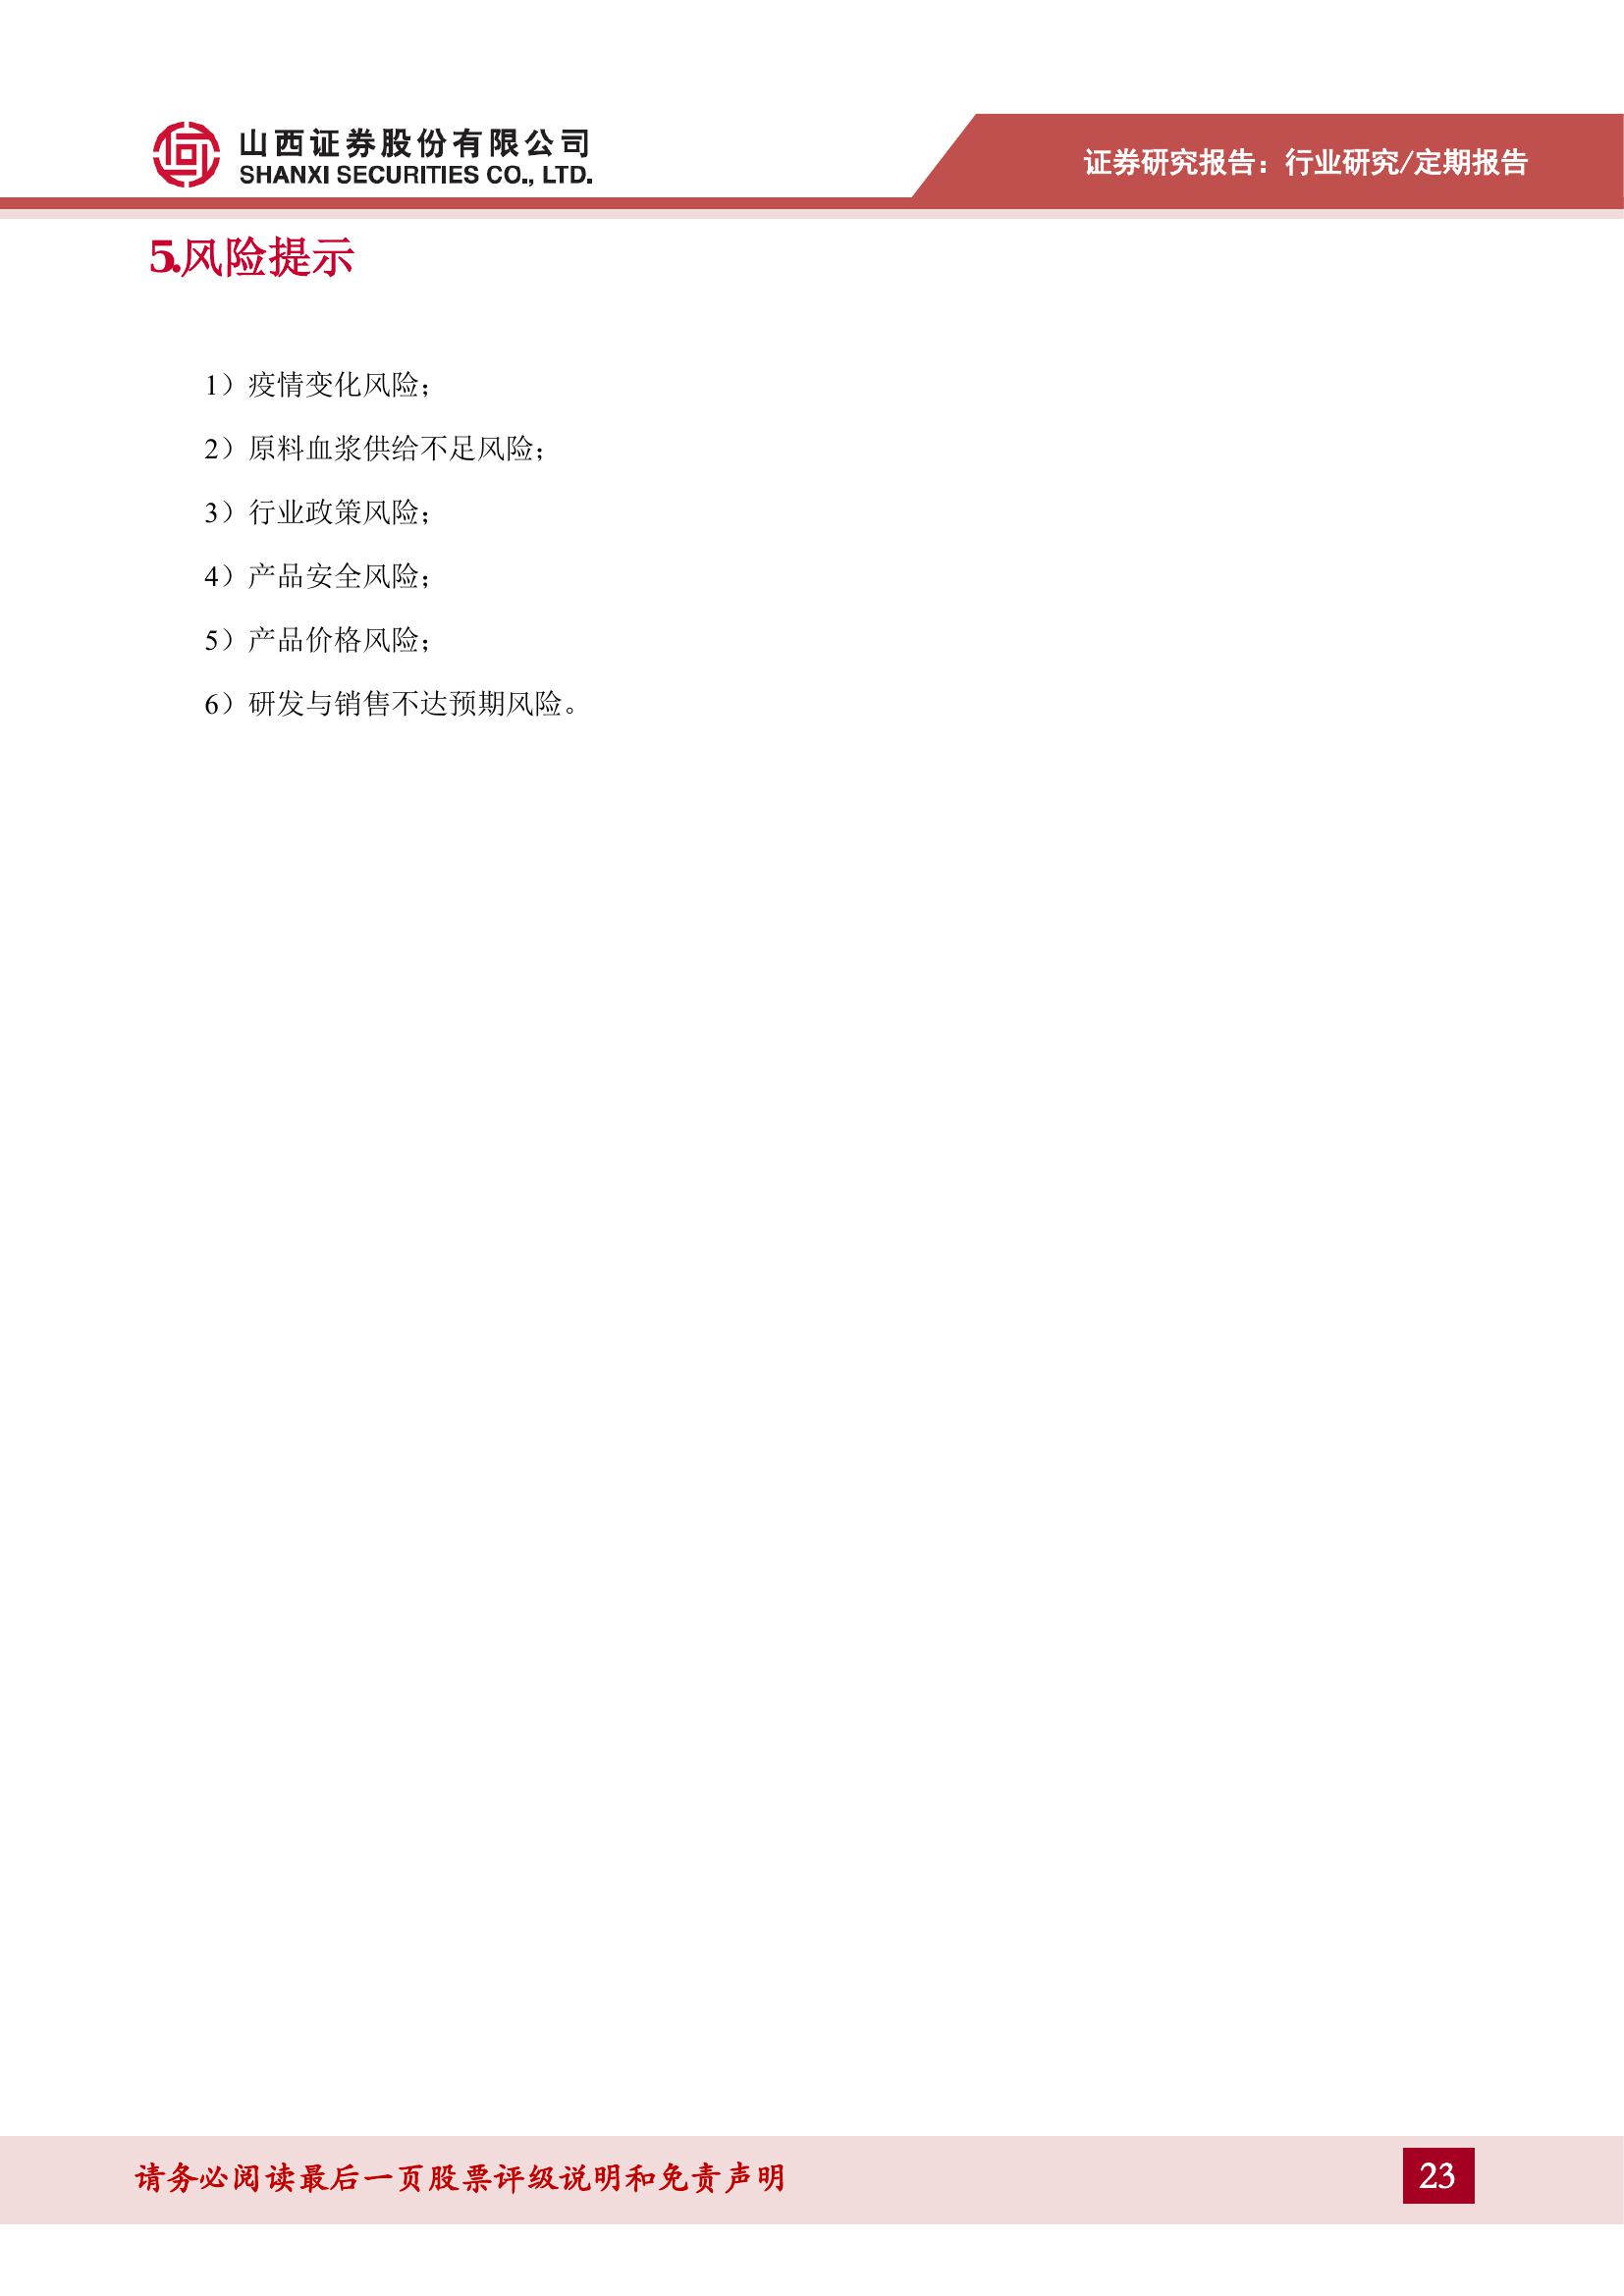 山西证券股份有限公司
SHANXI SECURITIES CO., LTD.
证券研究报告：行业研究/定期报告
5.风险提示
1）疫情变化风险；
2）原料血浆供给不足风险；
3）行业政策风险；
4）产品安全风险；
5）产品价格风险；
6）研发与销售不达预期风险。
请务必阅读最后一页股票评级说明和免责声明
23